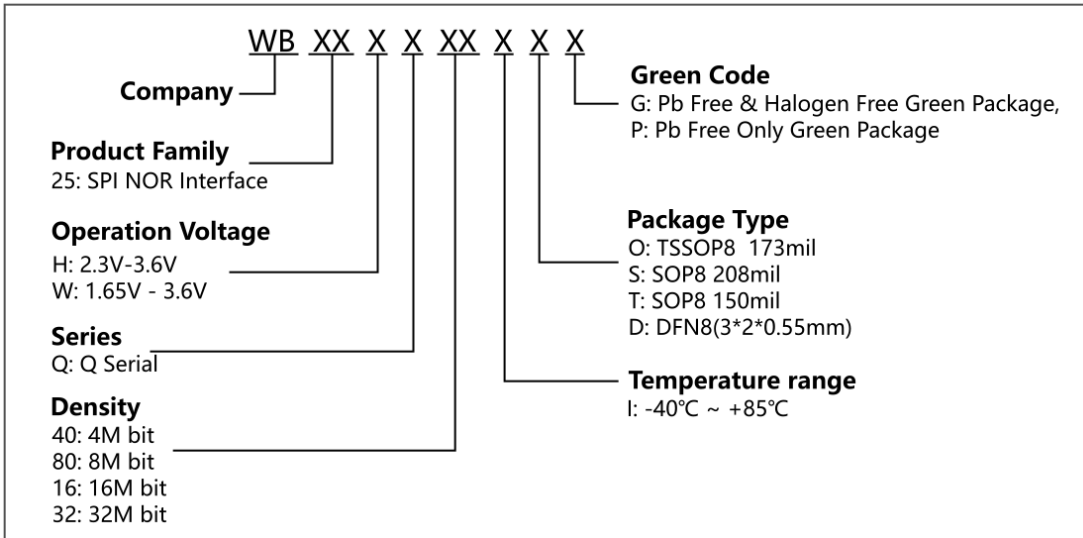 WB XX X X XX X X X
Company
Product Family
25: SPI NOR Interface
Operation Voltage
H: 2.3V-3.6V
W: 1.65V - 3.6V
Series
Q: Q Serial
Density
40: 4M bit
80: 8M bit
16: 16M bit
32: 32M bit
Green Code
G: Pb Free & Halogen Free Green Package,
P: Pb Free Only Green Package
Package Type
O: TSSOP8 173mil
S: SOP8 208mil
T: SOP8 150mil
D: DFN8(3*2*0.55mm)
Temperature range
I: -40℃ ~ +85℃